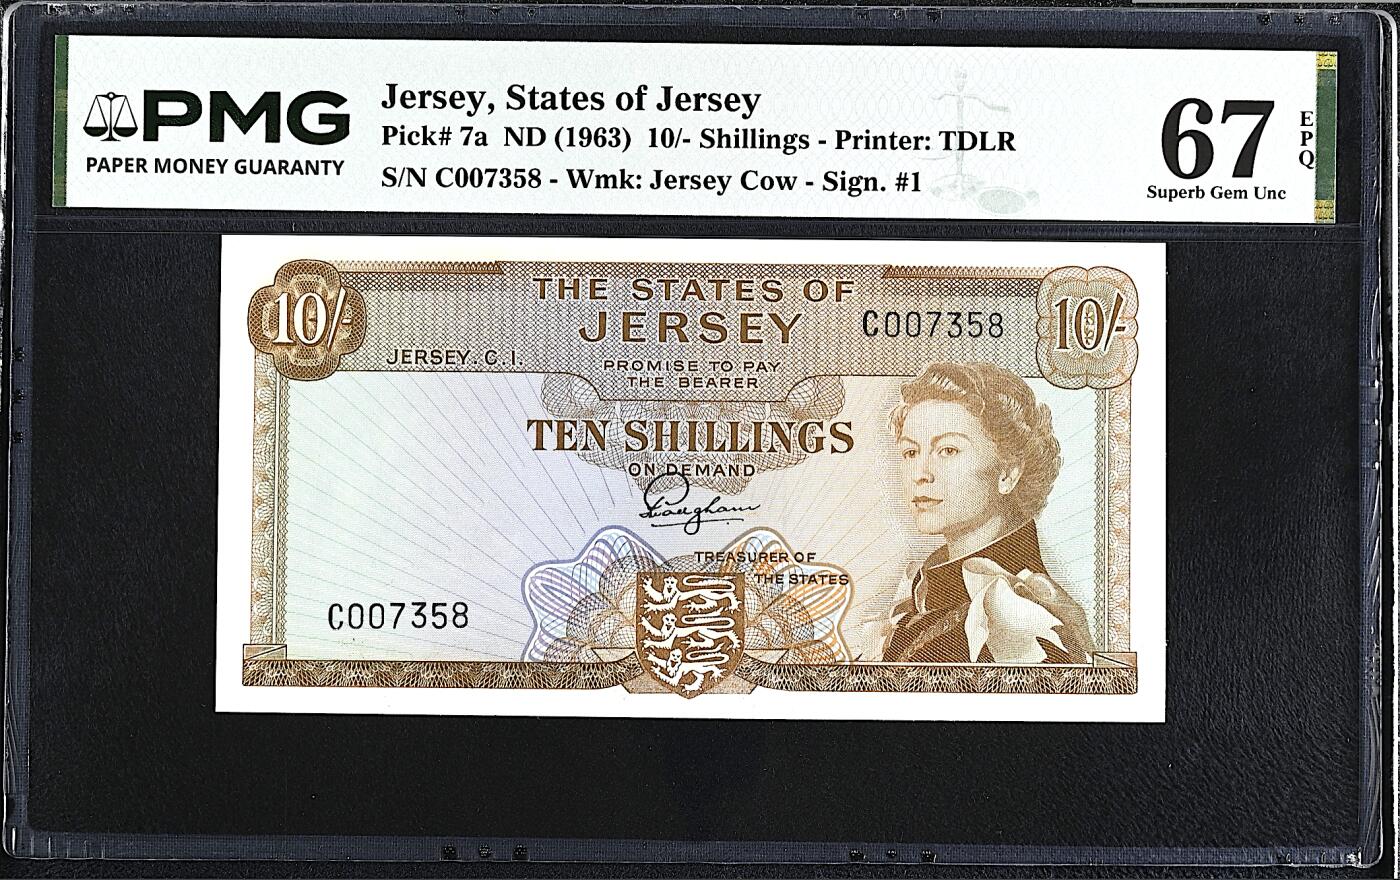 PMG
PAPER MONEY GUARANTY
Jersey, States of Jersey
Pick# 7a ND (1963) 10/- Shillings - Printer: TDLR
S/N C007358 - Wmk: Jersey Cow - Sign. #1
67
EPQ
Superb Gem Unc
10/-
THE STATES OF
JERSEY
C007358
10/-
JERSEY. C. I.
PROMISE TO PAY
THE BEARER
TEN SHILLINGS
ON DEMAND
TREASURER OF
THE STATES
C007358